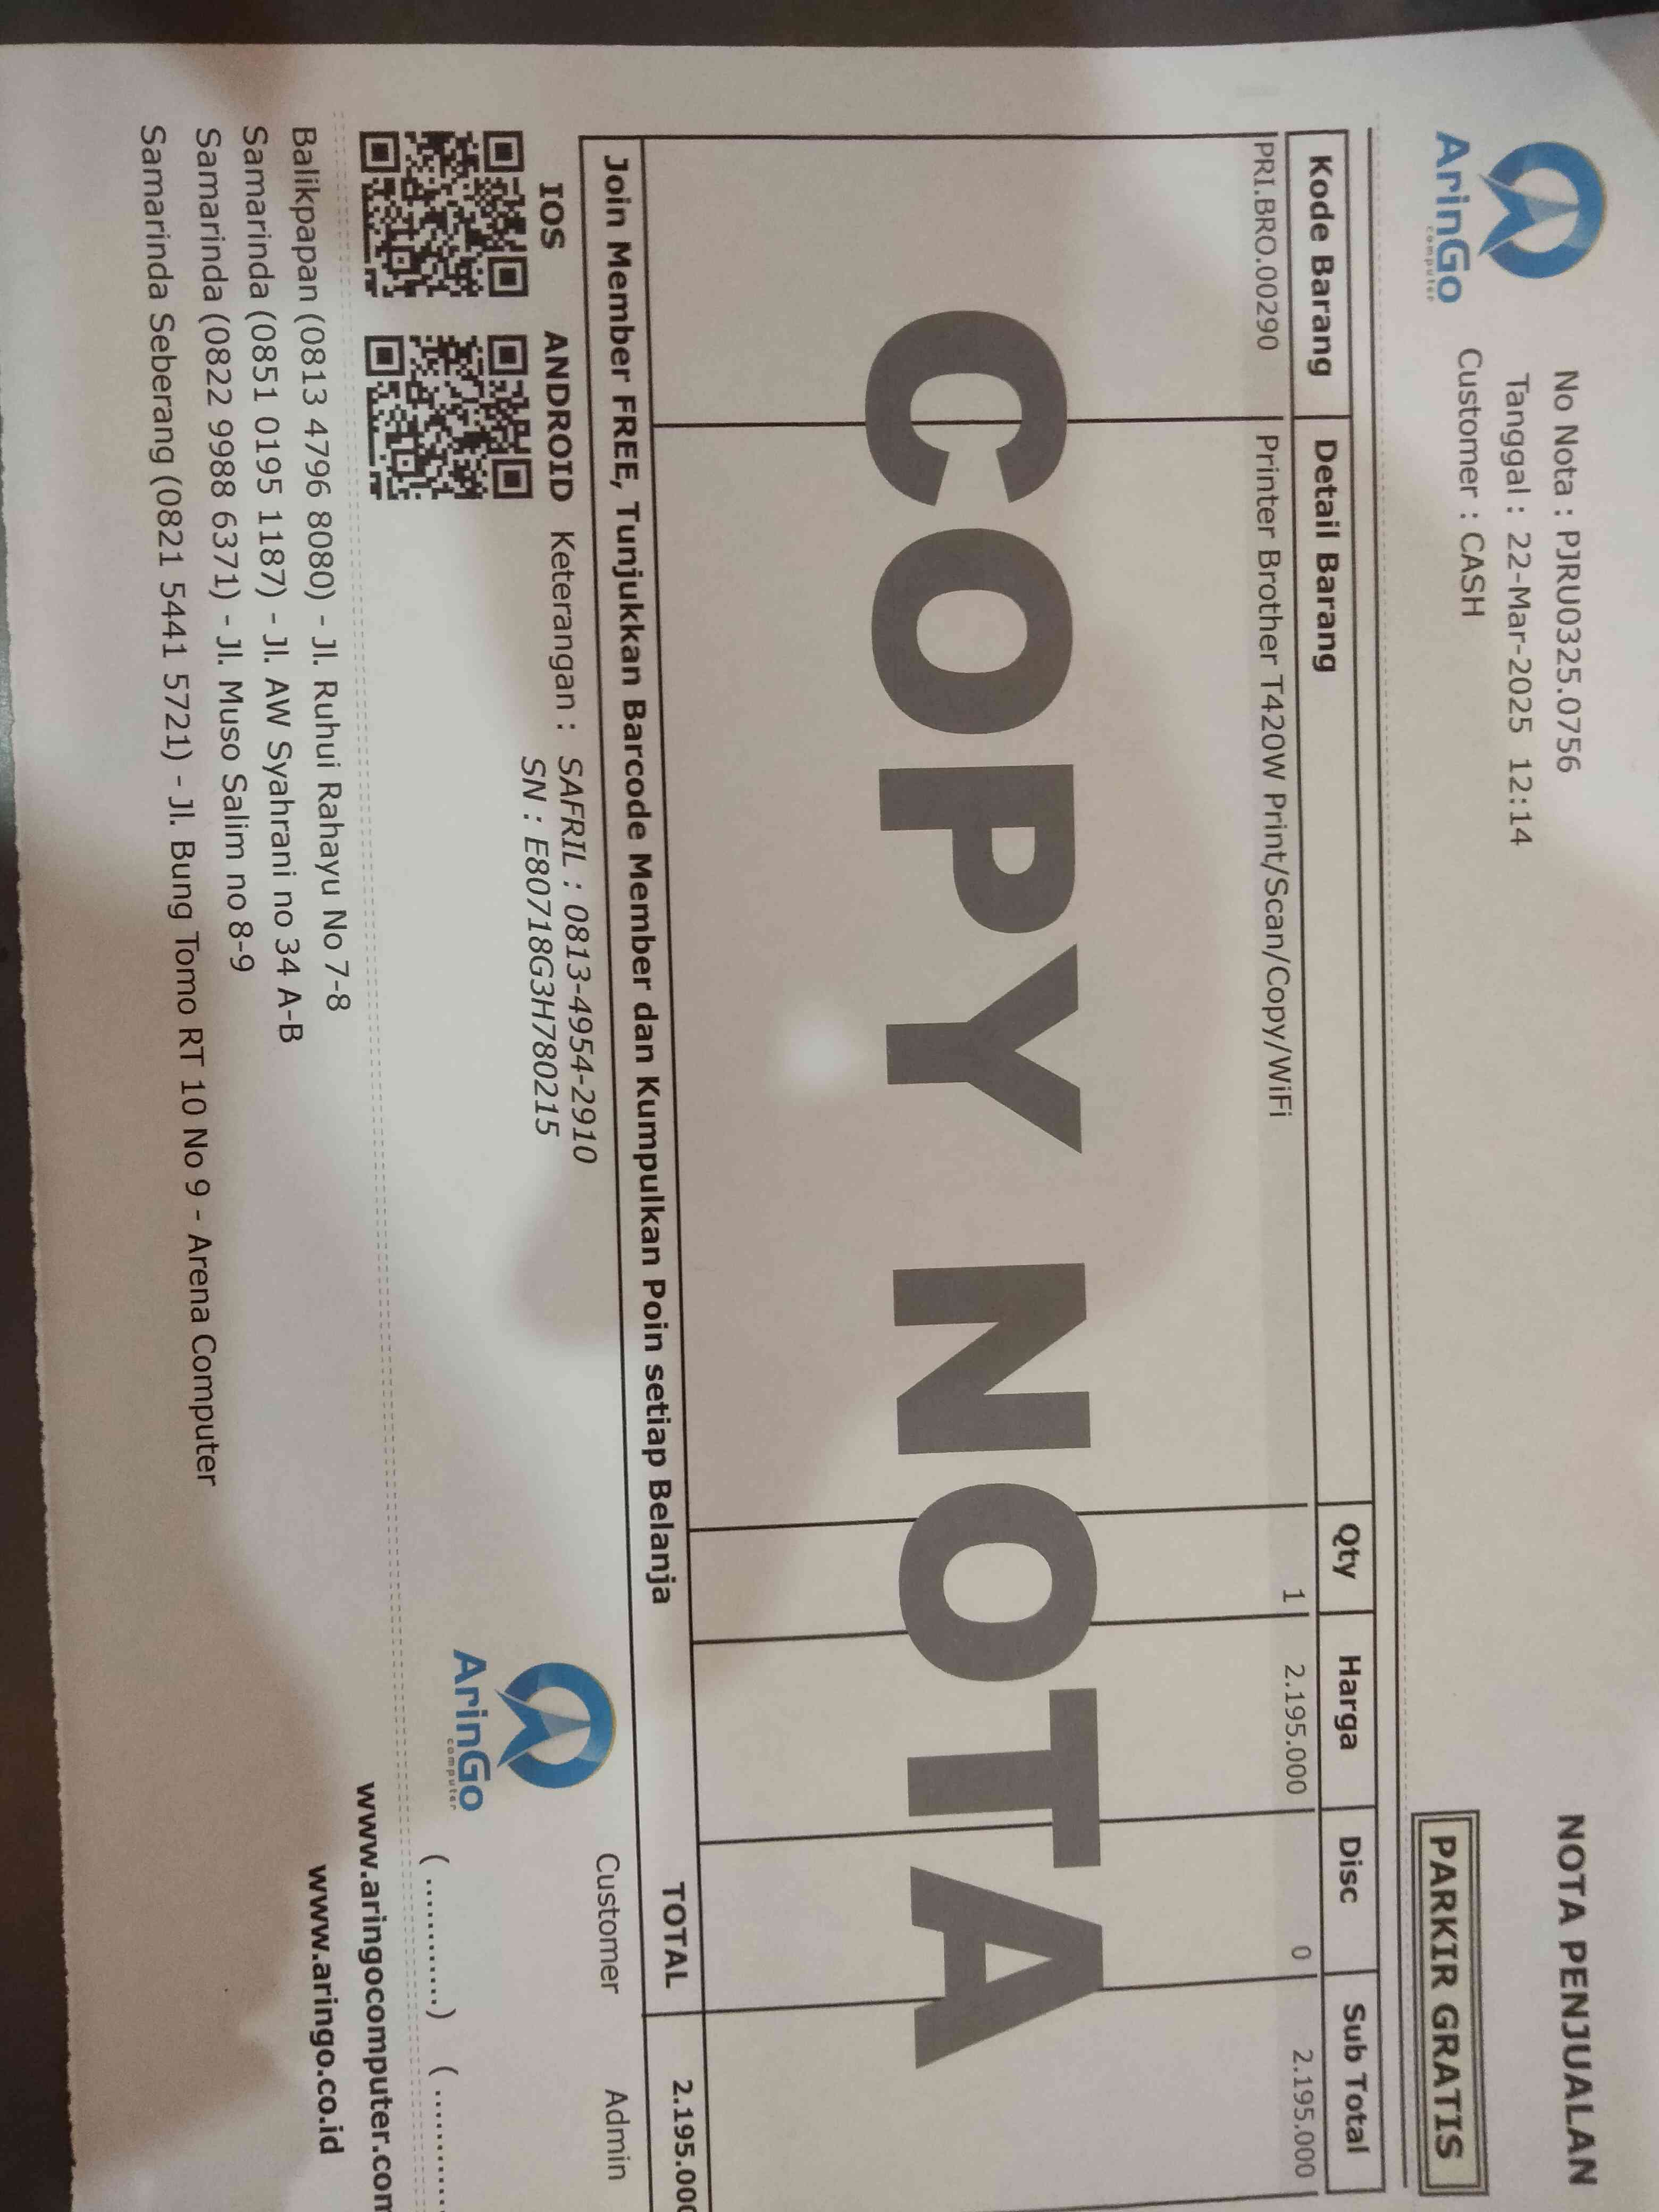 AringGo
computer
No Nota : PJRU0325.0756
Tanggal : 22-Mar-2025 12:14
Customer : CASH
NOTA PENJUALAN
PARKIR GRATIS
Kode Barang Detail Barang Qty Harga Disc Sub Total
PRI.BRO.00290 Printer Brother T420W Print/Scan/Copy/WiFi 1 2.195.000 0 2.195.000
COPY NOTA
Join Member FREE, Tunjukkan Barcode Member dan Kumpulkan Poin setiap Belanja TOTAL 2.195.000
IOS ANDROID
Keterangan : SAFRIL : 0813-4954-2910
SN : E80718G3H780215
ArinGo
computer
Customer Admin
(..........) (..........
Balikpapan (0813 4796 8080) - Jl. Ruhui Rahayu No 7-8
Samarinda (0851 0195 1187) - Jl. AW Syahrani no 34 A-B
Samarinda (0822 9988 6371) - Jl. Muso Salim no 8-9
Samarinda Seberang (0821 5441 5721) - Jl. Bung Tomo RT 10 No 9 - Arena Computer
www.aringocomputer.com
www.aringo.co.id